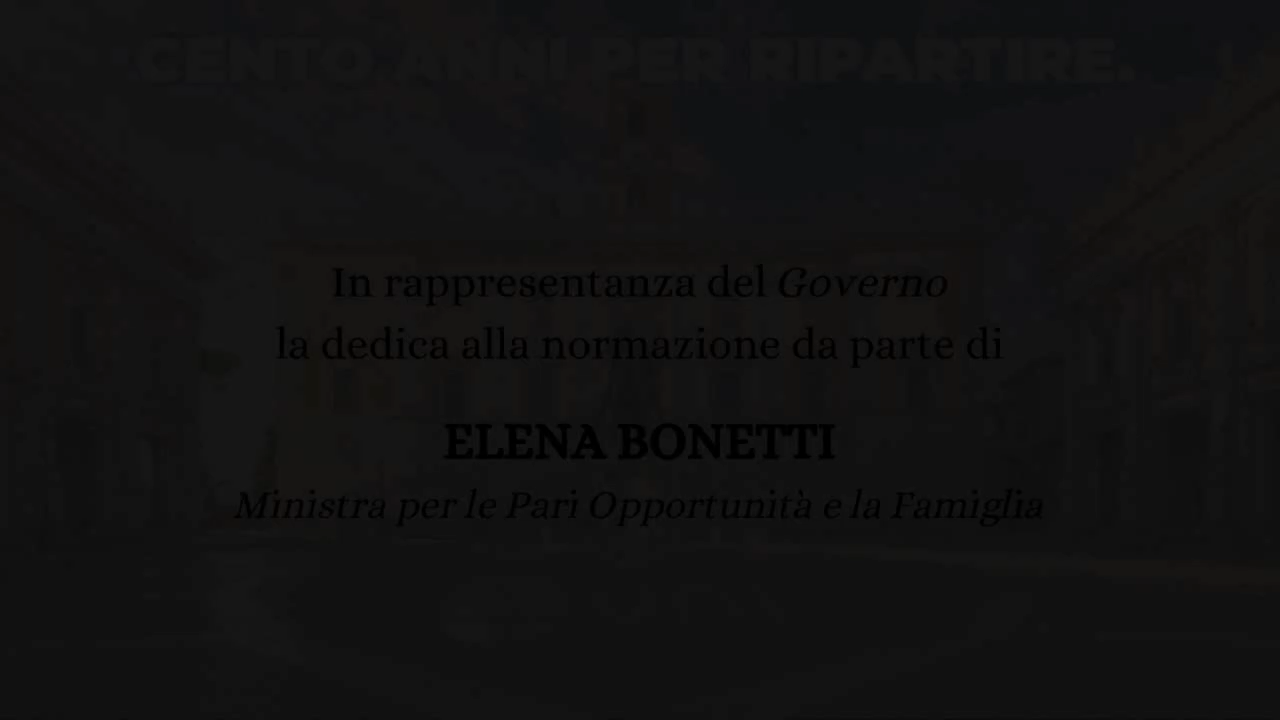 CENTO ANNI PER RIPARTIRE.
In rappresentanza del Governo
la dedica alla normazione da parte di
ELENA BONETTI
Ministra per le Pari Opportunità e la Famiglia